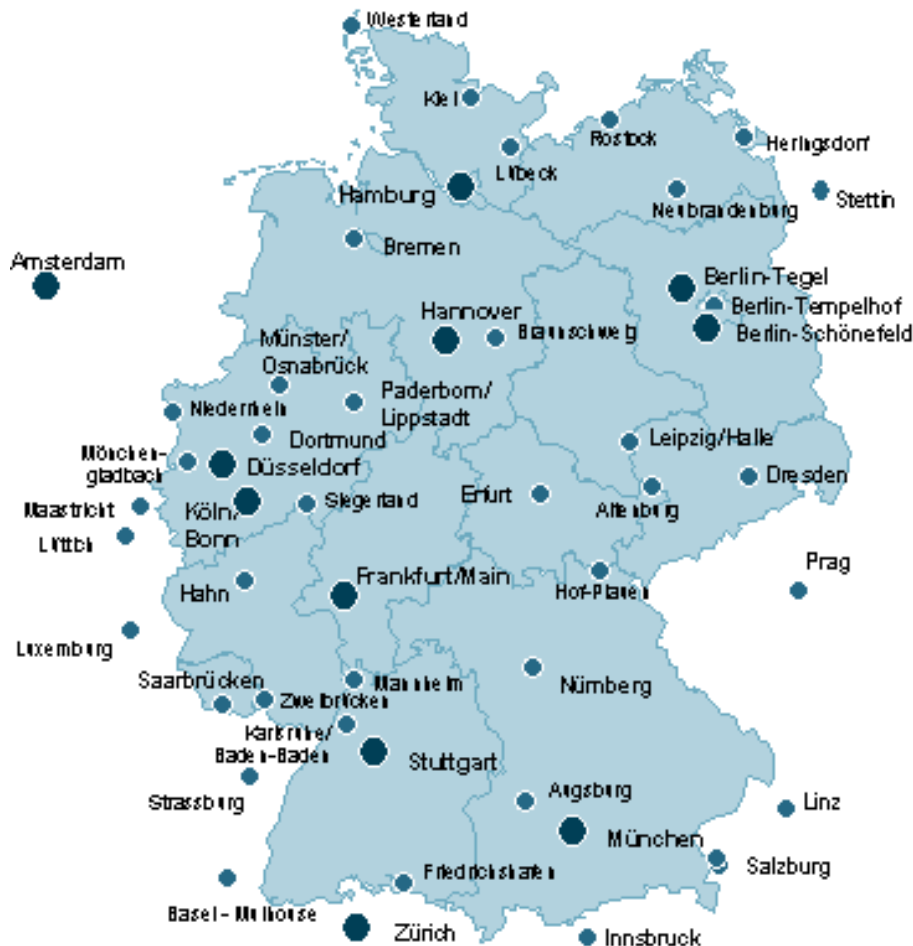 Westerland
Kiel
Rostock
Heringsdorf
Lübeck
Hamburg
Neubrandenburg
Stettin
Bremen
Amsterdam
Berlin-Tegel
Berlin-Tempelhof
Berlin-Schönefeld
Hannover
Braunschweig
Münster/
Osnabrück
Paderborn/
Lippstadt
Niederrhein
Dortmund
Leipzig/Halle
Mönchen-
gladbach
Düsseldorf
Dresden
Maastricht
Köln/
Bonn
Siegerland
Erfurt
Altenburg
Lüttich
Prag
Hahn
Frankfurt/Main
Hof-Plauen
Luxemburg
Saarbrücken
Zweibrücken
Mannheim
Nürnberg
Karlsruhe/
Baden-Baden
Stuttgart
Strassburg
Augsburg
Linz
München
Salzburg
Friedrichshafen
Basel - Mulhouse
Zürich
Innsbruck